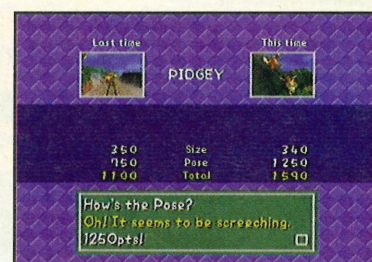 Last time This time
PIDGEY
350 Size 340
750 Pose 1250
1100 Total 1590
How's the Pose?
Oh! It seems to be screeching.
1250pts!